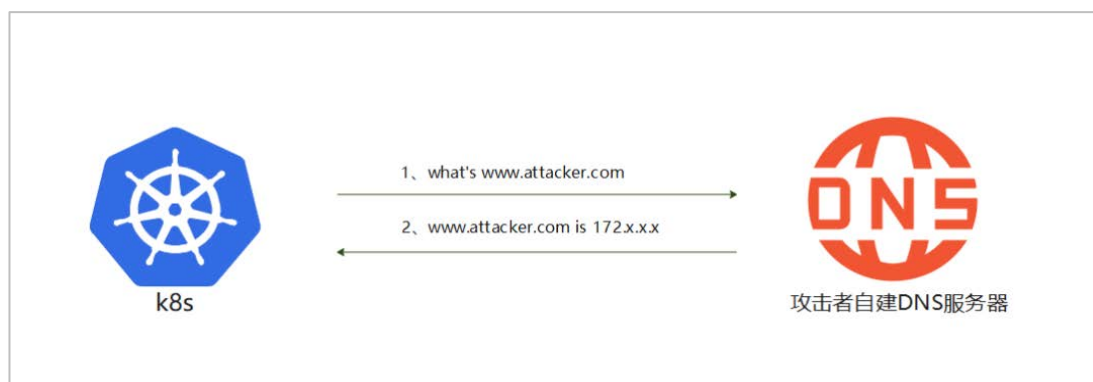 1、what's www.attacker.com
2、www.attacker.com is 172.x.x.x
DNS
k8s
攻击者自建DNS服务器